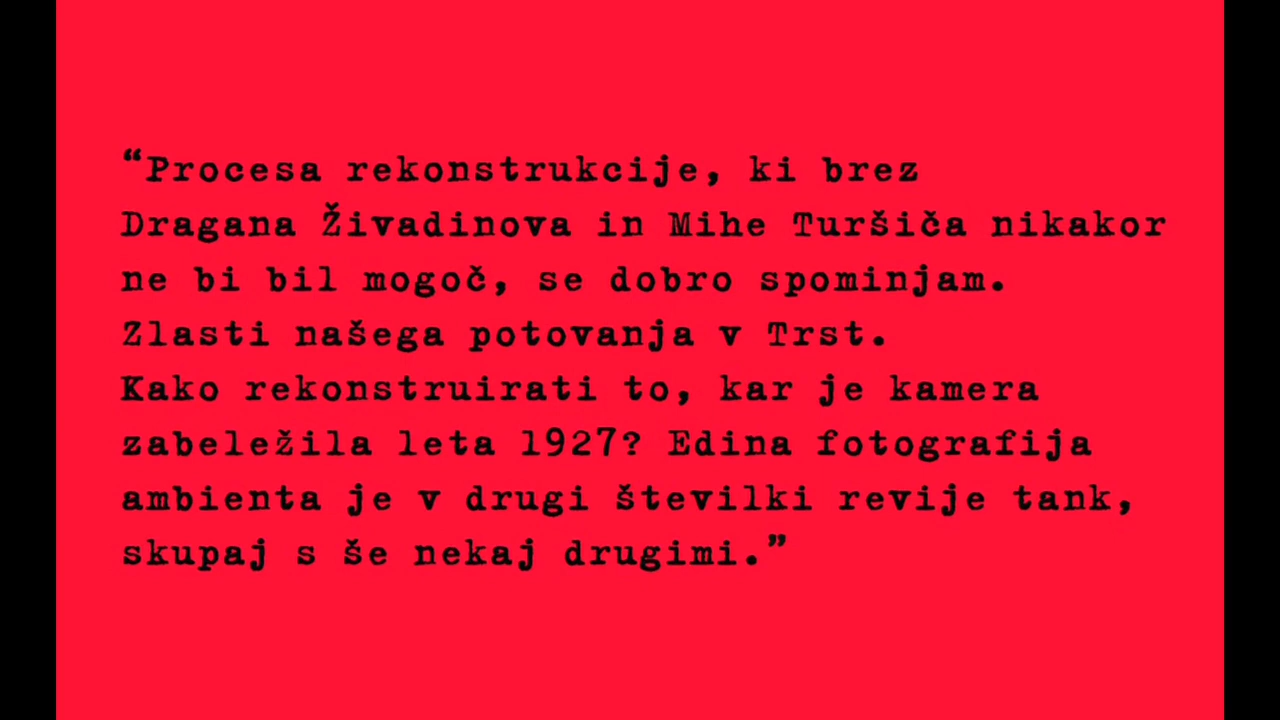 “Procesa rekonstrukcije, ki brez
Dragana Živadinova in Mihe Turšiča nikakor
ne bi bil mogoč, se dobro spominjam.
Zlasti našega potovanja v Trst.
Kako rekonstruirati to, kar je kamera
zabeležila leta 1927? Edina fotografija
ambienta je v drugi številki revije tank,
skupaj s še nekaj drugimi.”